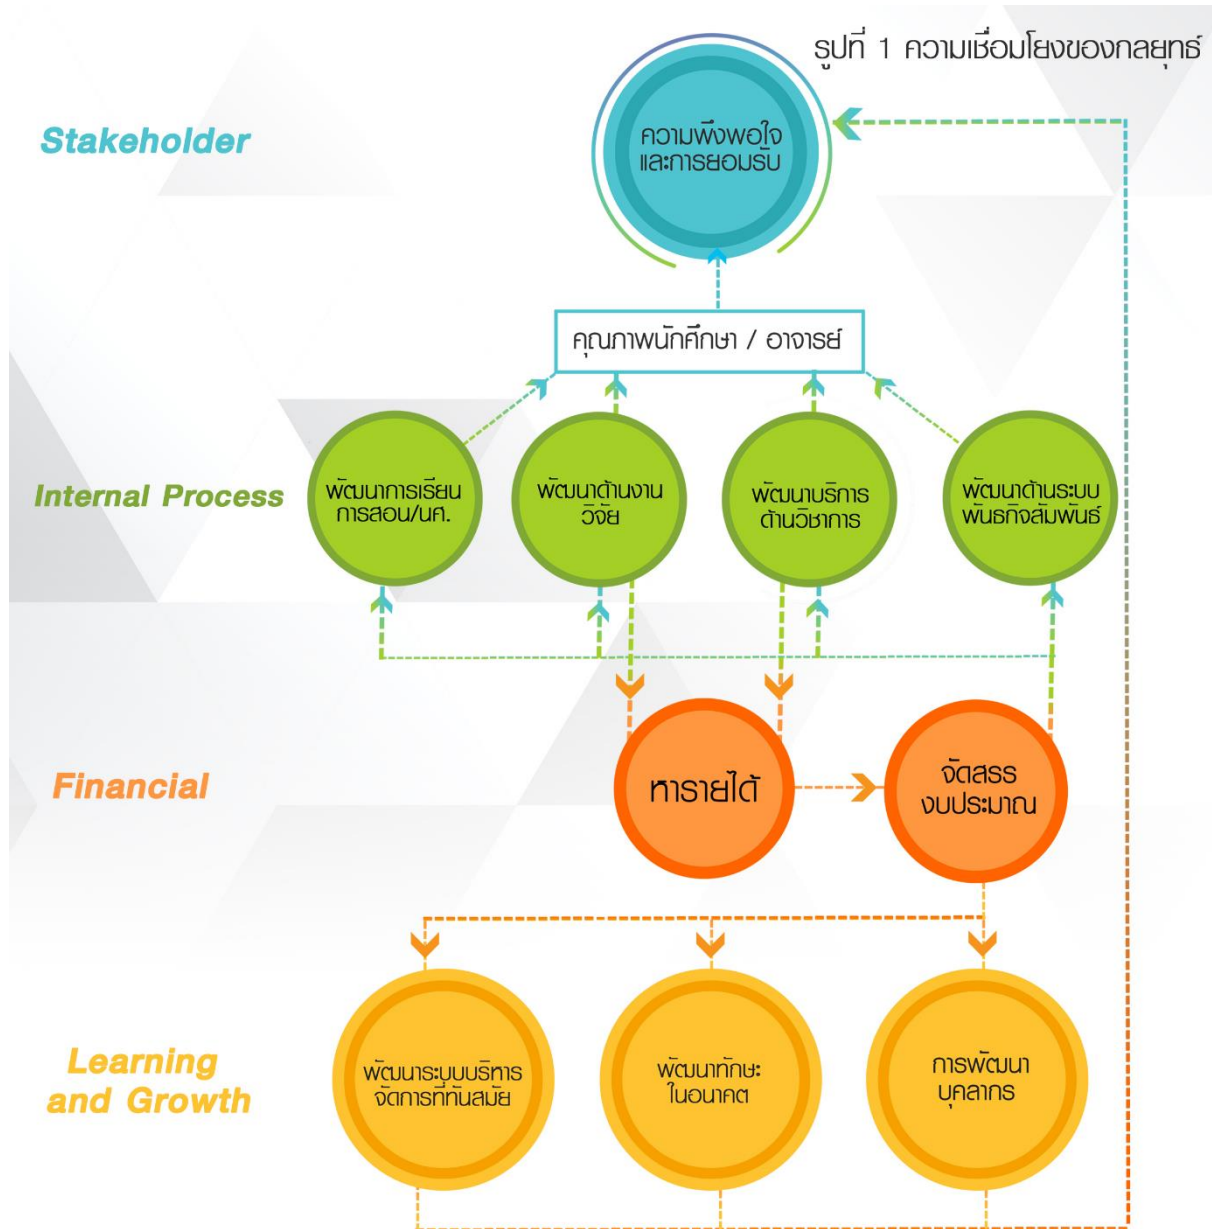 รูปที่ 1 ความเชื่อมโยงของกลยุทธ์
Stakeholder
ความพึงพอใจ
และการยอมรับ
คุณภาพนักศึกษา / อาจารย์
Internal Process
พัฒนาการเรียน
การสอน/นศ.
พัฒนาด้านงาน
วิจัย
พัฒนาบริการ
ด้านวิชาการ
พัฒนาด้านระบบ
พันธกิจสัมพันธ์
Financial
หารายได้
จัดสรร
งบประมาณ
Learning
and Growth
พัฒนาระบบบริหาร
จัดการที่ทันสมัย
พัฒนาทักษะ
ในอนาคต
การพัฒนา
บุคลากร